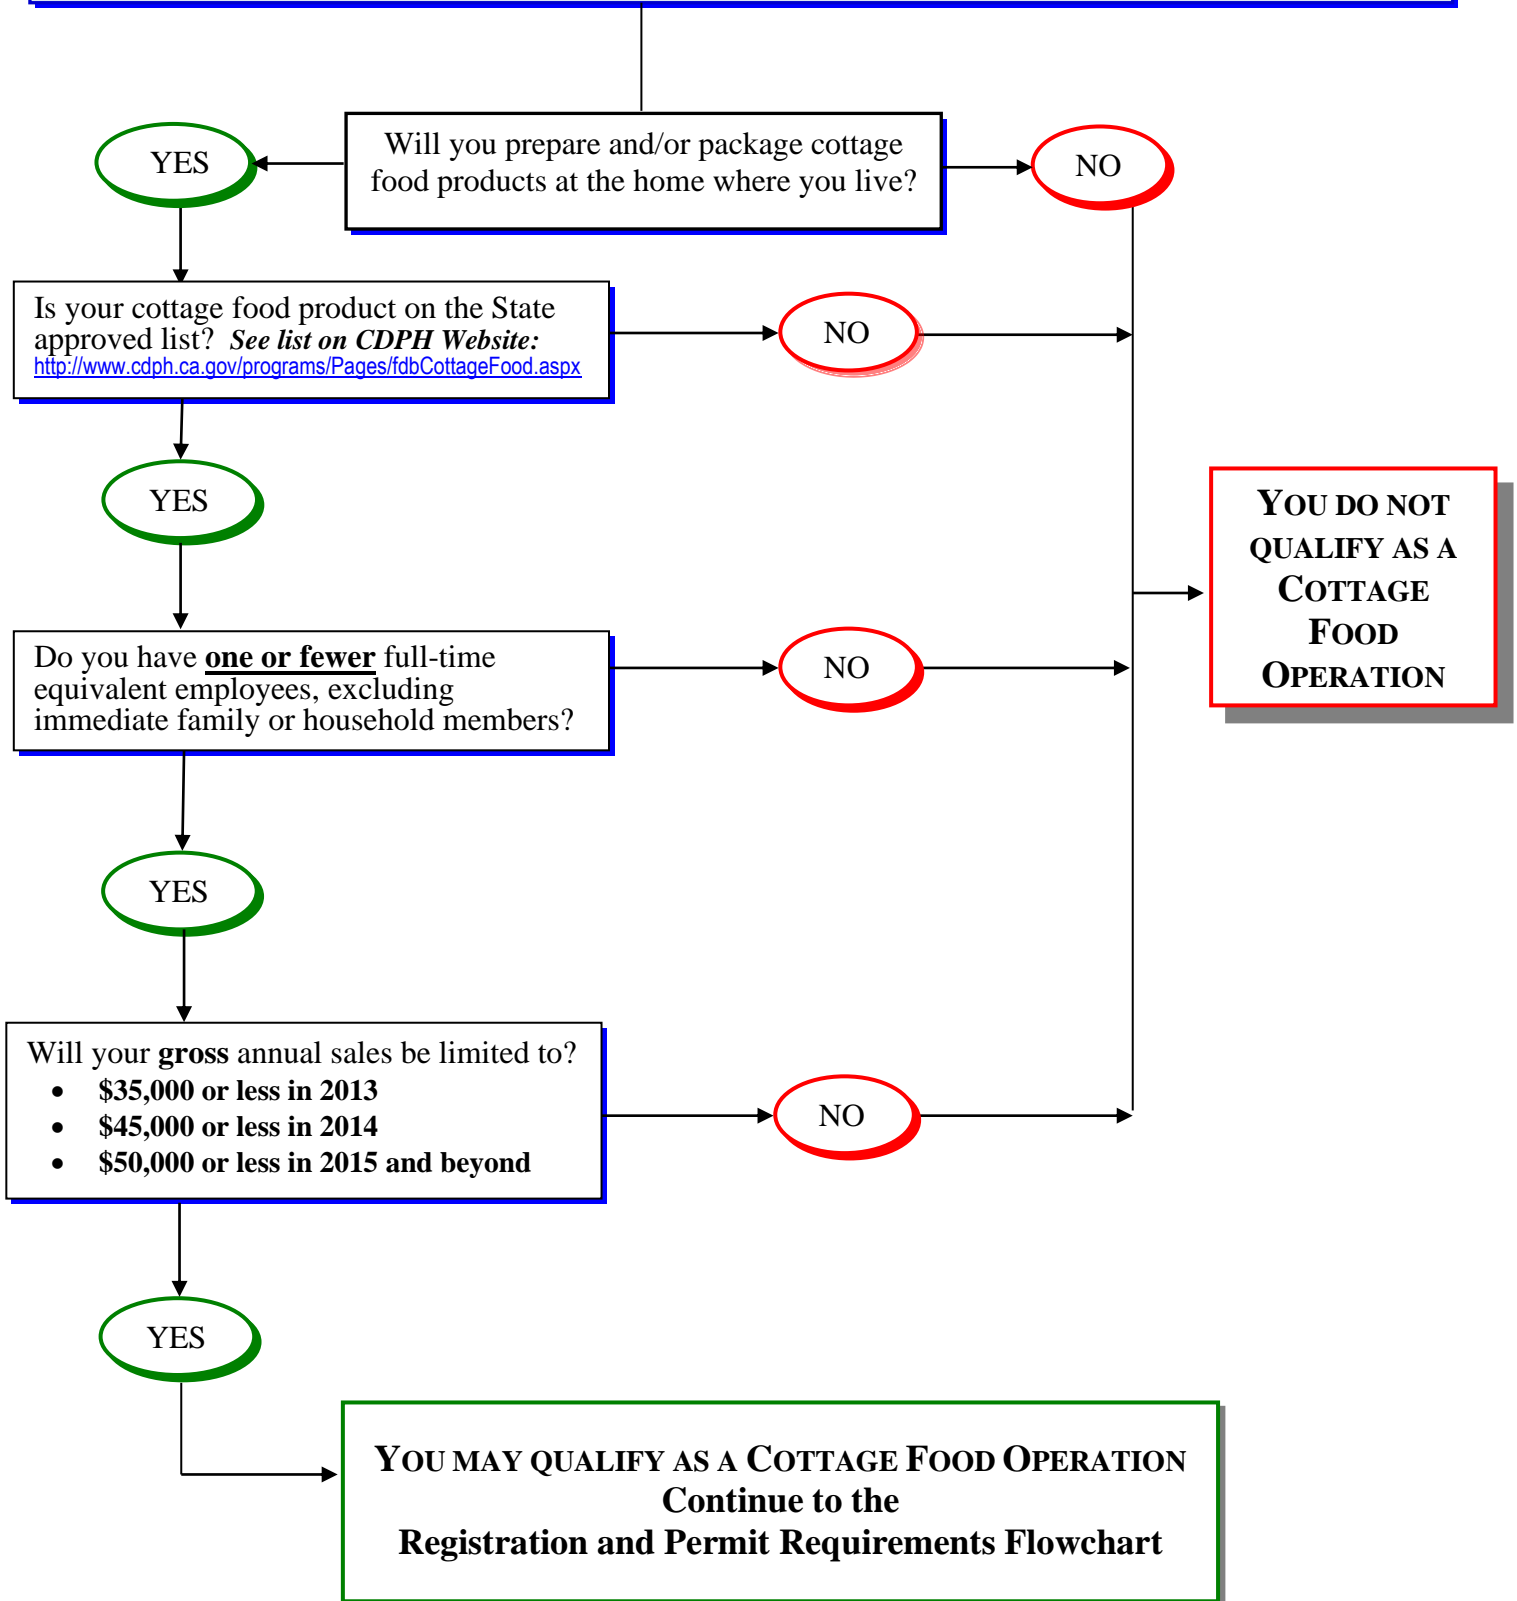 Will you prepare and/or package cottage
food products at the home where you live?
YES
NO
Is your cottage food product on the State
approved list? See list on CDPH Website:
http://www.cdph.ca.gov/programs/Pages/fdbCottageFood.aspx
NO
YES
YOU DO NOT
QUALIFY AS A
COTTAGE
FOOD
OPERATION
Do you have one or fewer full-time
equivalent employees, excluding
immediate family or household members?
NO
YES
Will your gross annual sales be limited to?
• $35,000 or less in 2013
• $45,000 or less in 2014
• $50,000 or less in 2015 and beyond
NO
YES
YOU MAY QUALIFY AS A COTTAGE FOOD OPERATION
Continue to the
Registration and Permit Requirements Flowchart